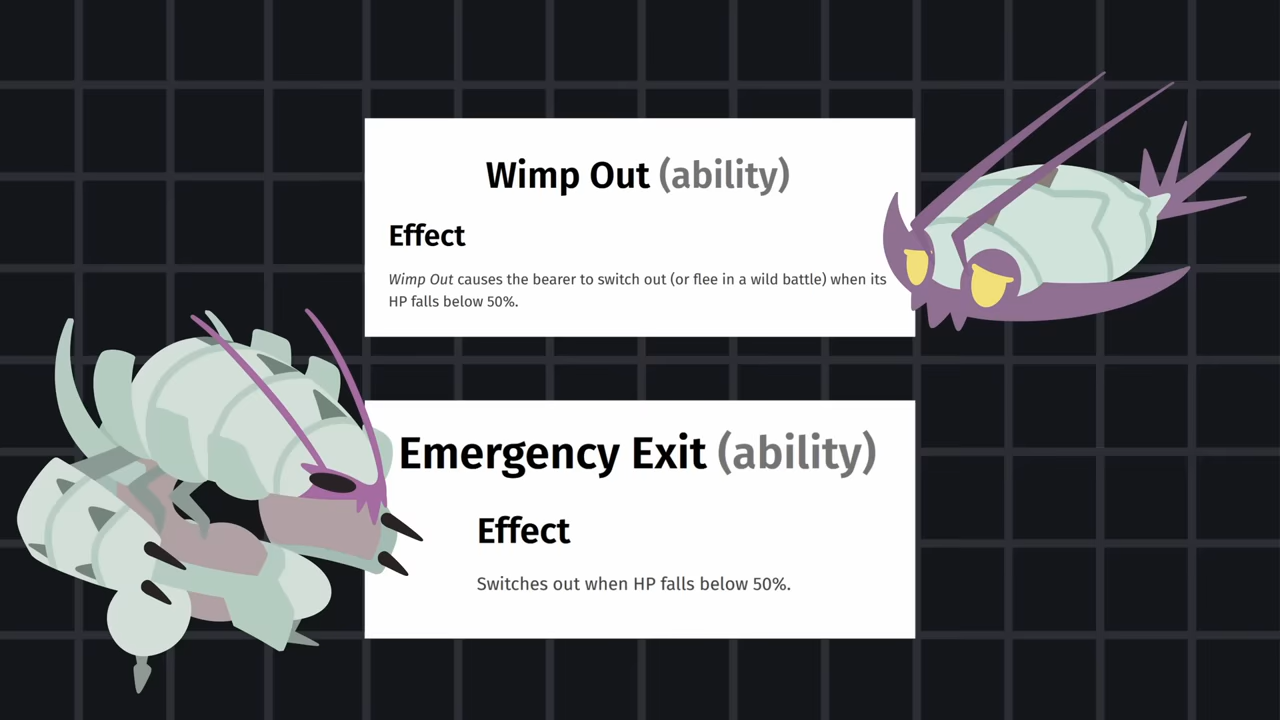 Wimp Out (ability)
Effect
Wimp Out causes the bearer to switch out (or flee in a wild battle) when its
HP falls below 50%.
Emergency Exit (ability)
Effect
Switches out when HP falls below 50%.